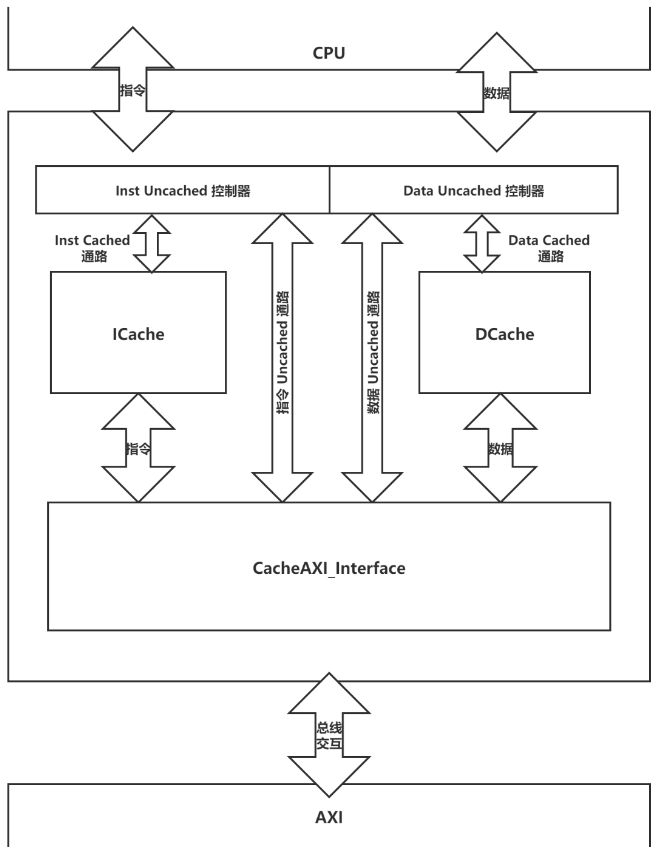 CPU
指令
数据
Inst Uncached 控制器
Data Uncached 控制器
Inst Cached
通路
Data Cached
通路
指令 Uncached 通路
数据 Uncached 通路
ICache
DCache
指令
数据
CacheAXI_Interface
总线
交互
AXI